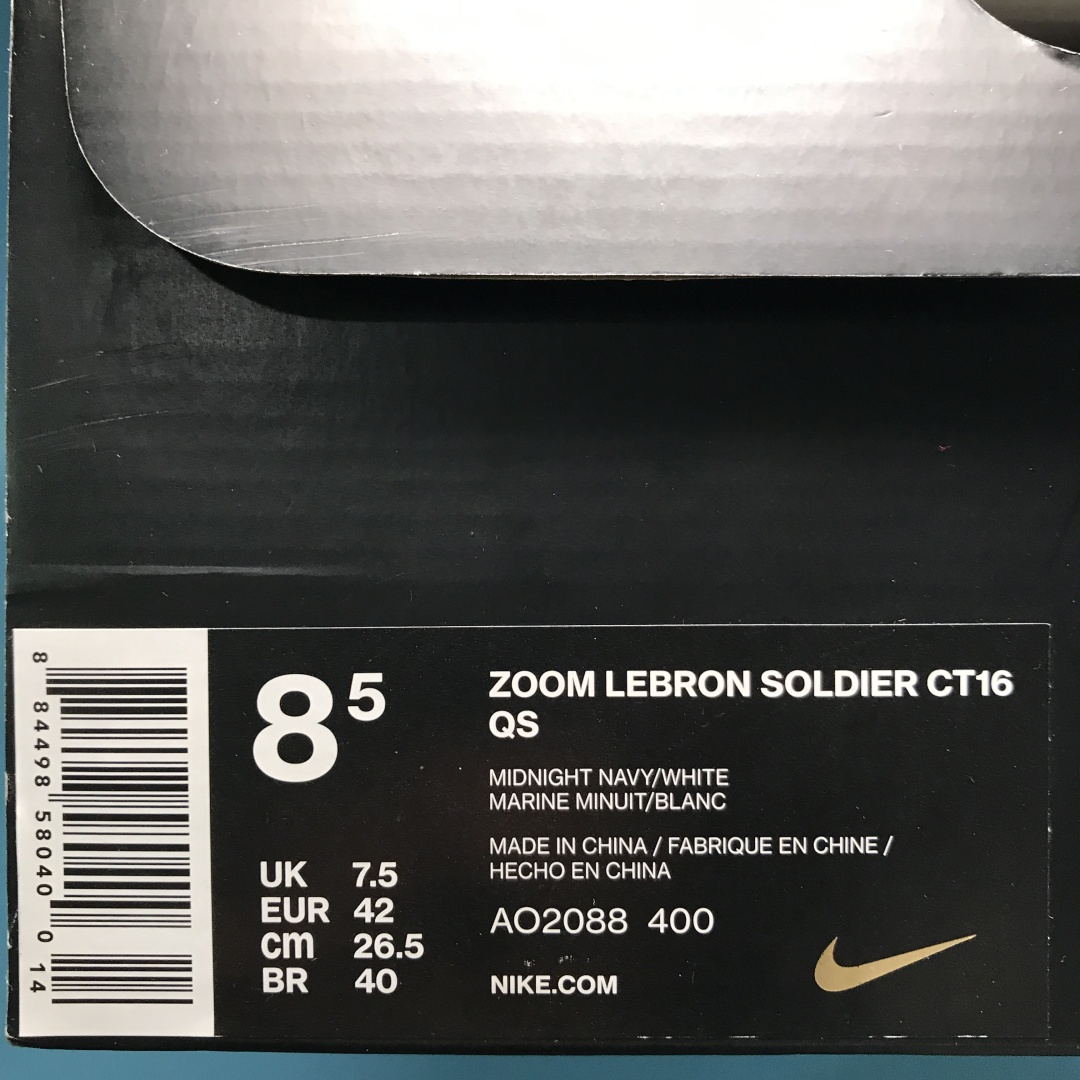 8 84498 58040 0 14
8 5
ZOOM LEBRON SOLDIER CT16
QS
MIDNIGHT NAVY/WHITE
MARINE MINUIT/BLANC
MADE IN CHINA / FABRIQUE EN CHINE /
HECHO EN CHINA
UK 7.5
EUR 42
cm 26.5
BR 40
AO2088 400
NIKE.COM